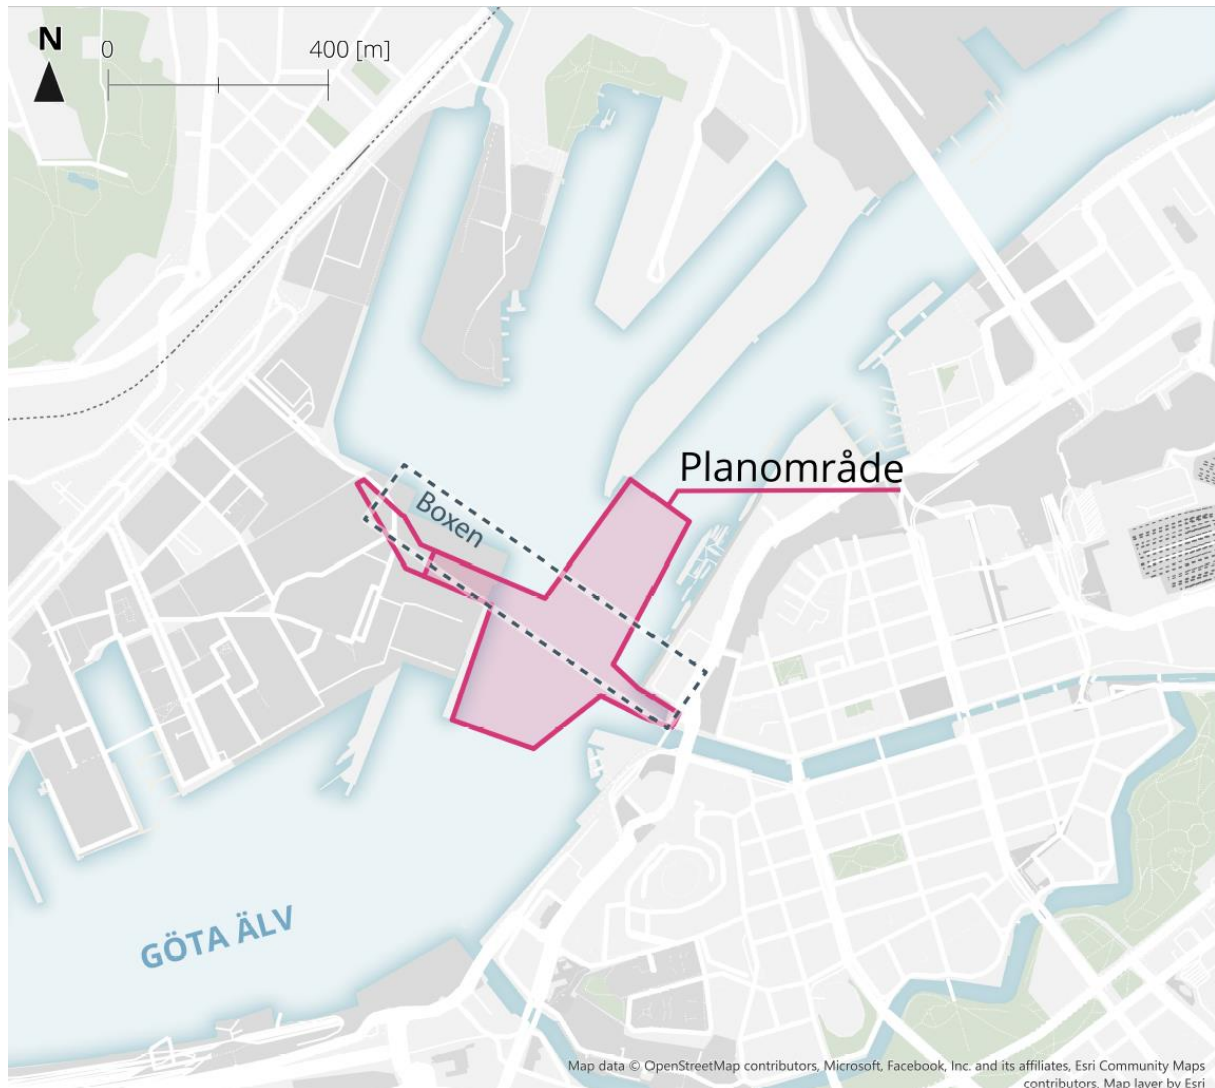 N
0 400 [m]
Planområde
Boxen
GÖTA ÄLV
Map data © OpenStreetMap contributors, Microsoft, Facebook, Inc. and its affiliates, Esri Community Maps
contributors, Map layer by Esri